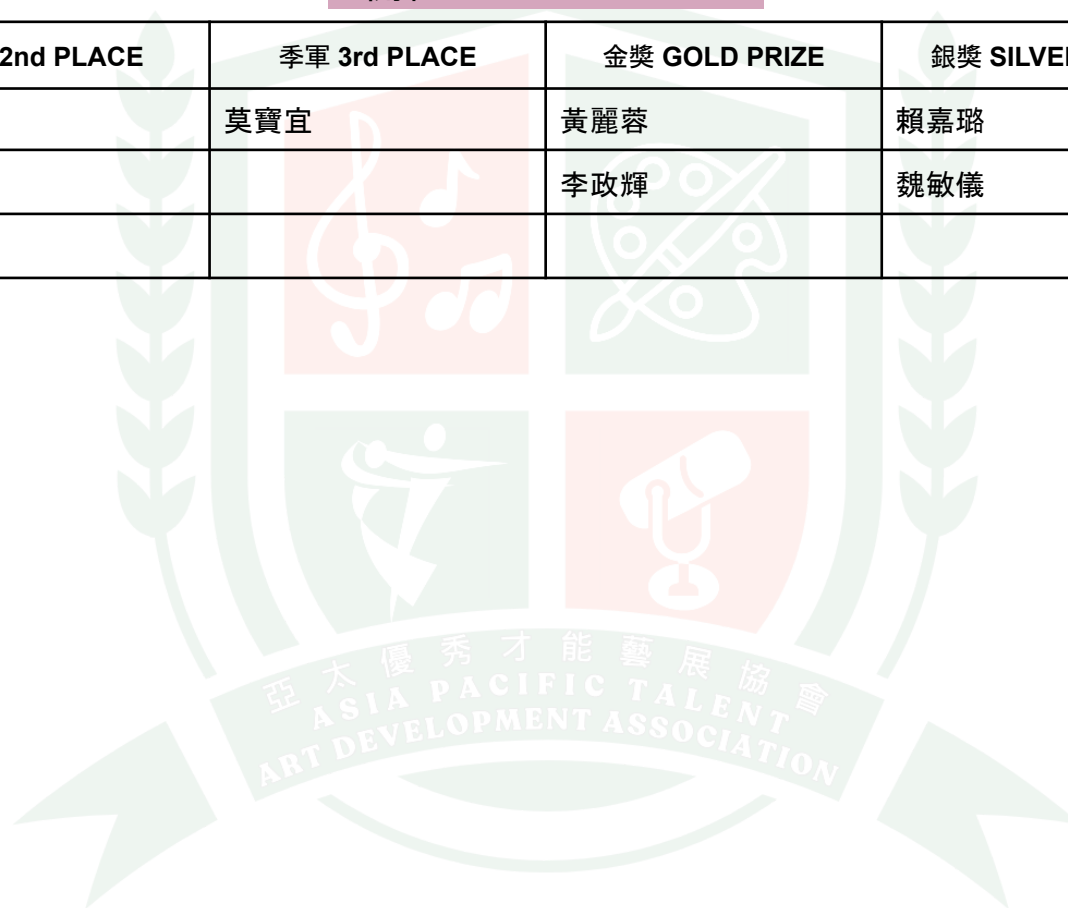 2nd PLACE 季軍 3rd PLACE 金獎 GOLD PRIZE 銀獎
莫寶宜 黃麗蓉 賴嘉璐
李政輝 魏敏儀
亞太優秀才能藝展協會
ASIA PACIFIC TALENT
ART DEVELOPMENT ASSOCIATION